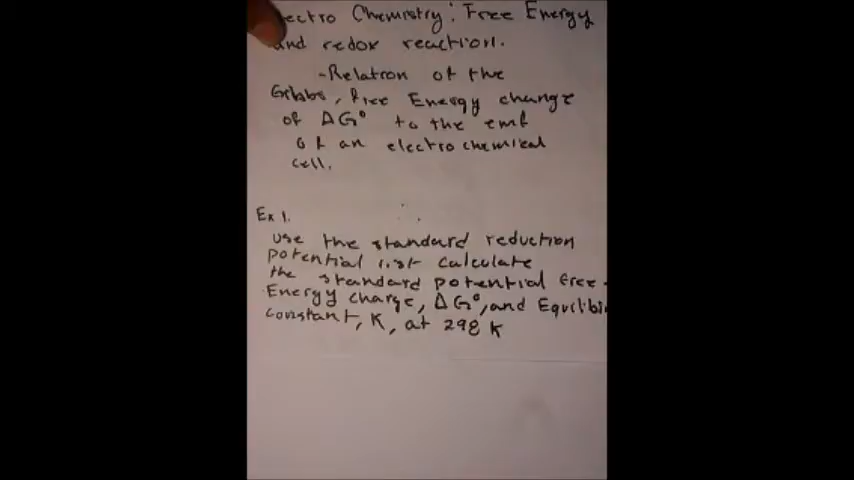 ectro Chemistry: Free Energy
and redox reaction.
-Relation of the
Gibbs, free Energy change
of ΔG° to the emf
of an electrochemical
cell.
Ex 1.
Use the standard reduction
potential list calculate
the standard potential free-
Energy charge, ΔG°, and Equilibi
constant, K, at 298 K